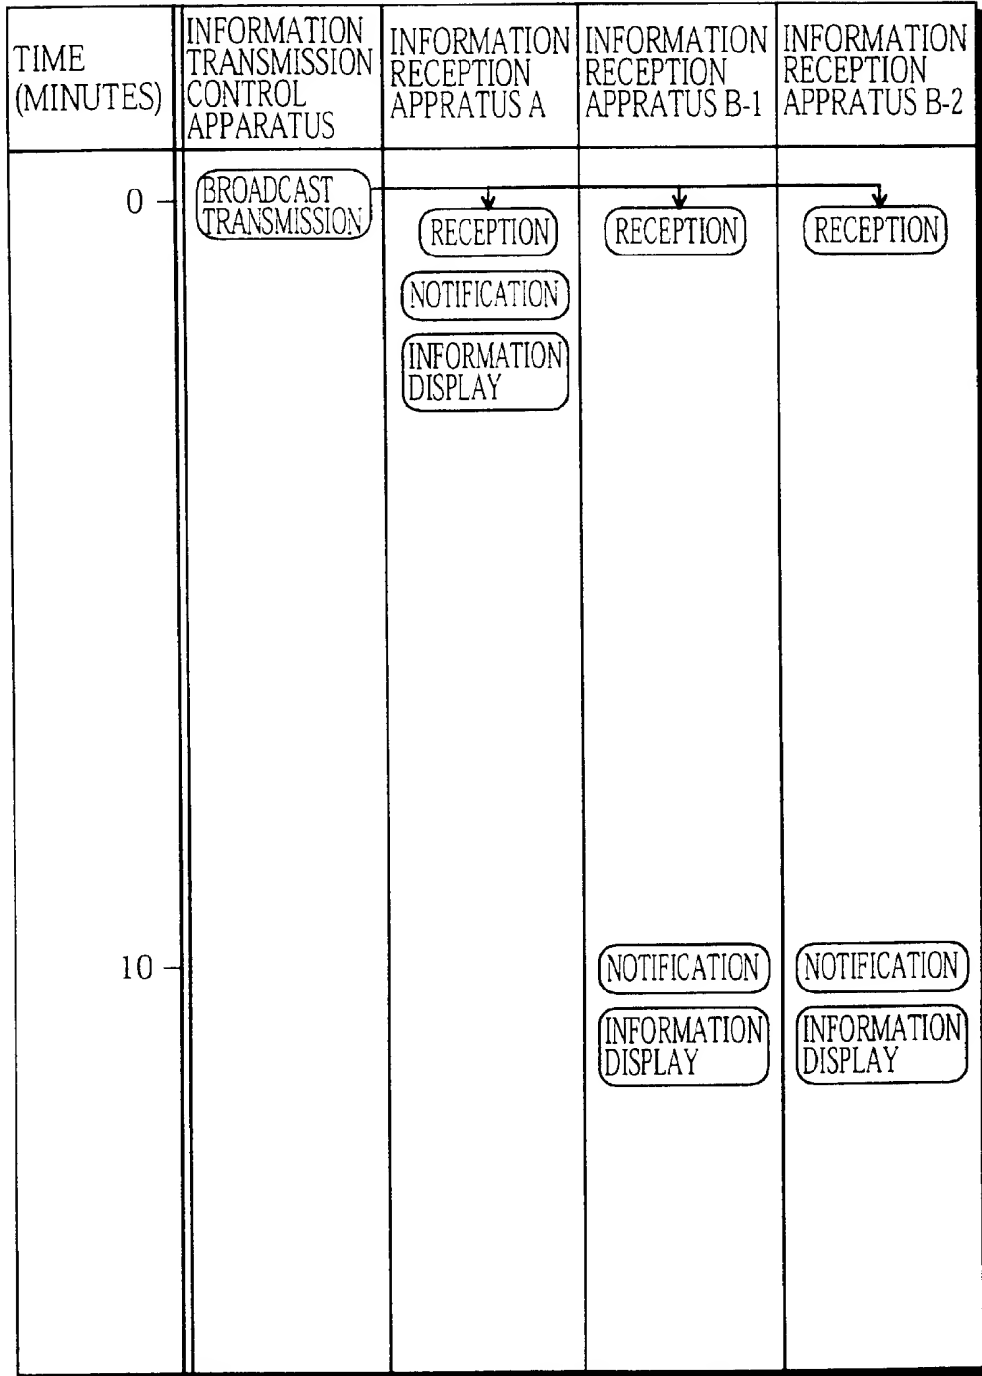 TIME
(MINUTES)
INFORMATION
TRANSMISSION
CONTROL
APPARATUS
INFORMATION
RECEPTION
APPRATUS A
INFORMATION
RECEPTION
APPRATUS B-1
INFORMATION
RECEPTION
APPRATUS B-2
0
BROADCAST
TRANSMISSION
RECEPTION
RECEPTION
RECEPTION
NOTIFICATION
INFORMATION
DISPLAY
10
NOTIFICATION
NOTIFICATION
INFORMATION
DISPLAY
INFORMATION
DISPLAY